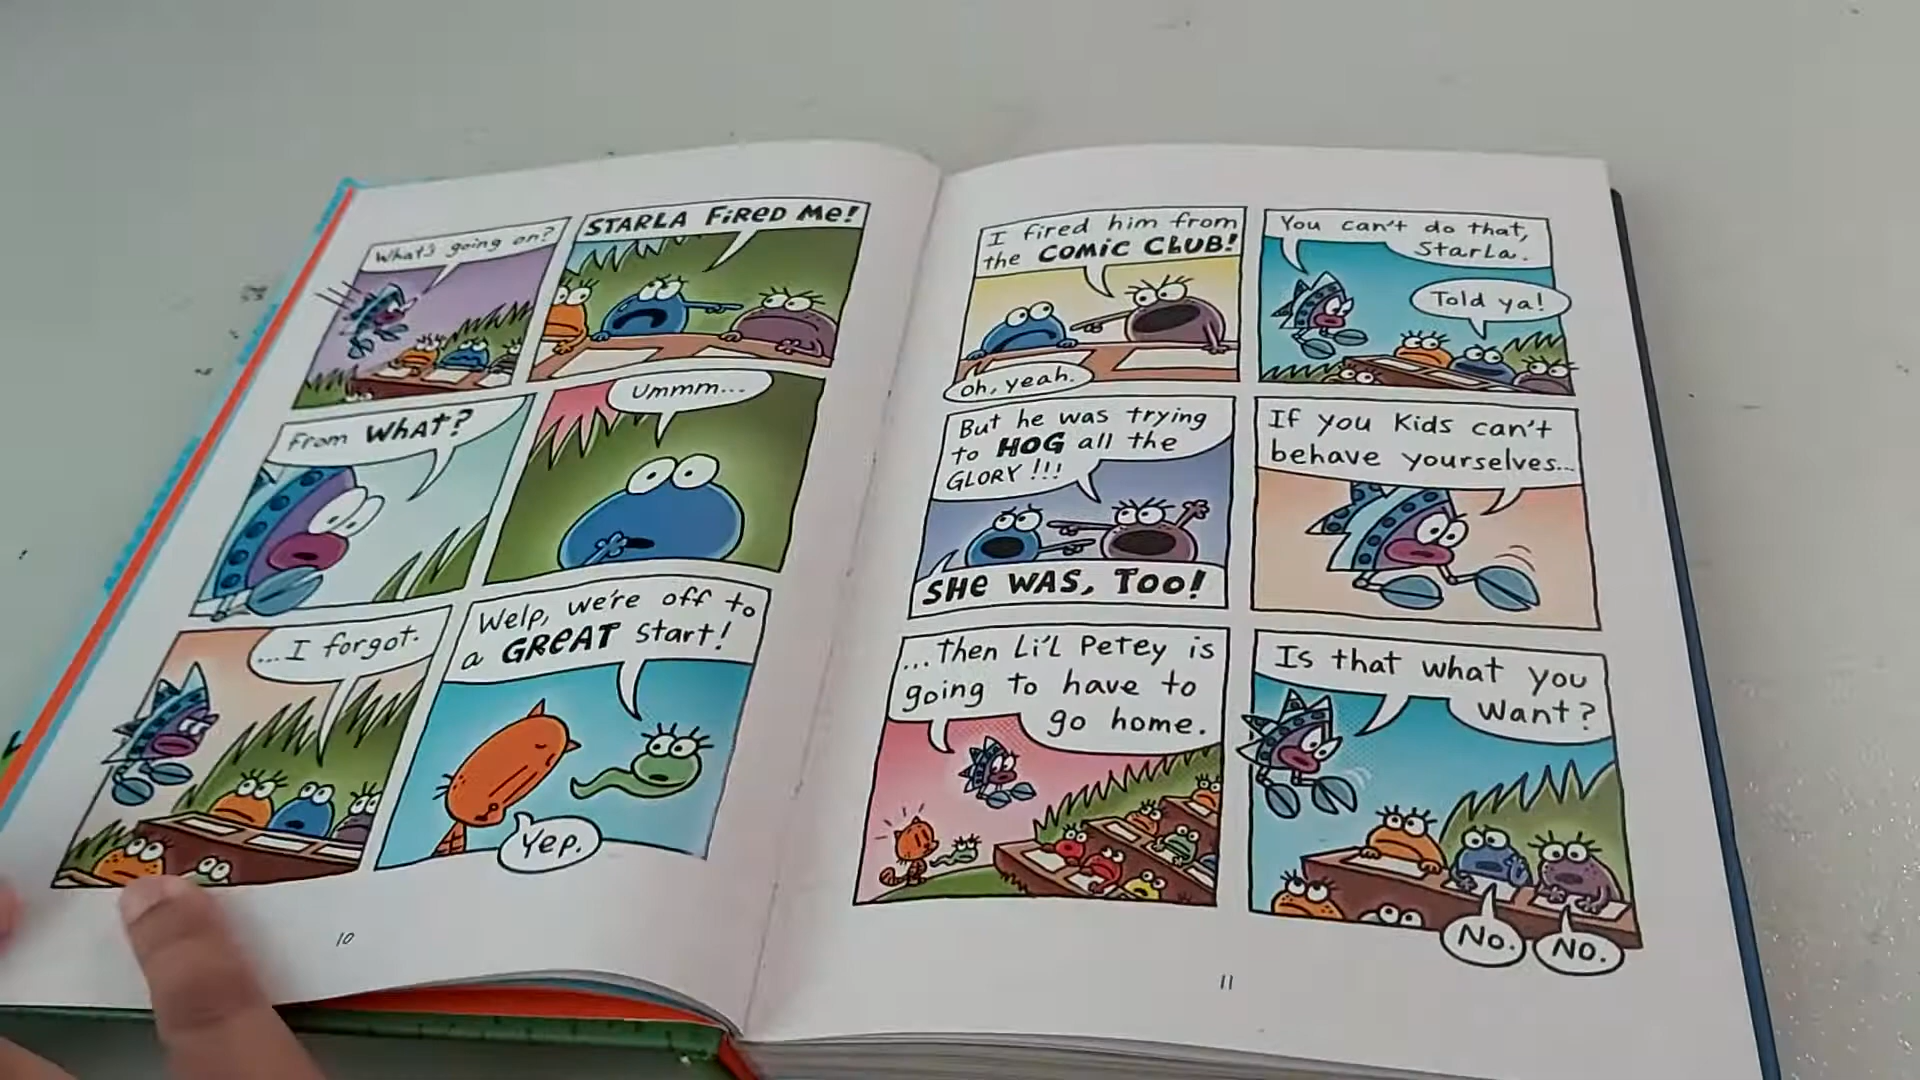 What's going on?
STARLA FiRED Me!
From WHAT?
Ummm...
...I forgot.
Welp, we're off to
a GREAT start!
Yep.
10
I fired him from
the COMiC CLUB!
Oh, yeah.
You can't do that,
Starla.
Told ya!
But he was trying
to HOG all the
GLORY!!!
SHe WAS, Too!
If you Kids can't
behave yourselves...
...then Li'l Petey is
going to have to
go home.
Is that what you
want?
No.
No.
11